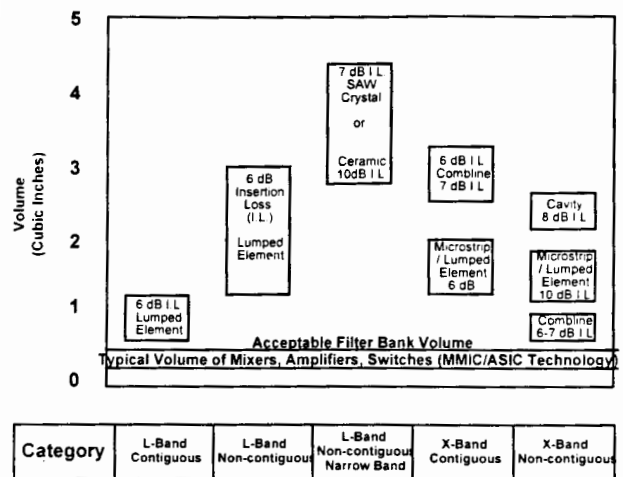 5
4
3
2
1
0
Volume
(Cubic Inches)
6 dB I L
Lumped
Element
6 dB
Insertion
Loss
(I.L.)
Lumped
Element
7 dB I L
SAW
Crystal
or
Ceramic
10dB I L
6 dB I L
Combline
7 dB I L
Microstrip
/ Lumped
Element
6 dB
Cavity
8 dB I L
Microstrip
/ Lumped
Element
10 dB I L
Combline
6-7 dB I L
Acceptable Filter Bank Volume
Typical Volume of Mixers, Amplifiers, Switches (MMIC/ASIC Technology)
Category
L-Band
Contiguous
L-Band
Non-contiguous
L-Band
Non-contiguous
Narrow Band
X-Band
Contiguous
X-Band
Non-contiguous